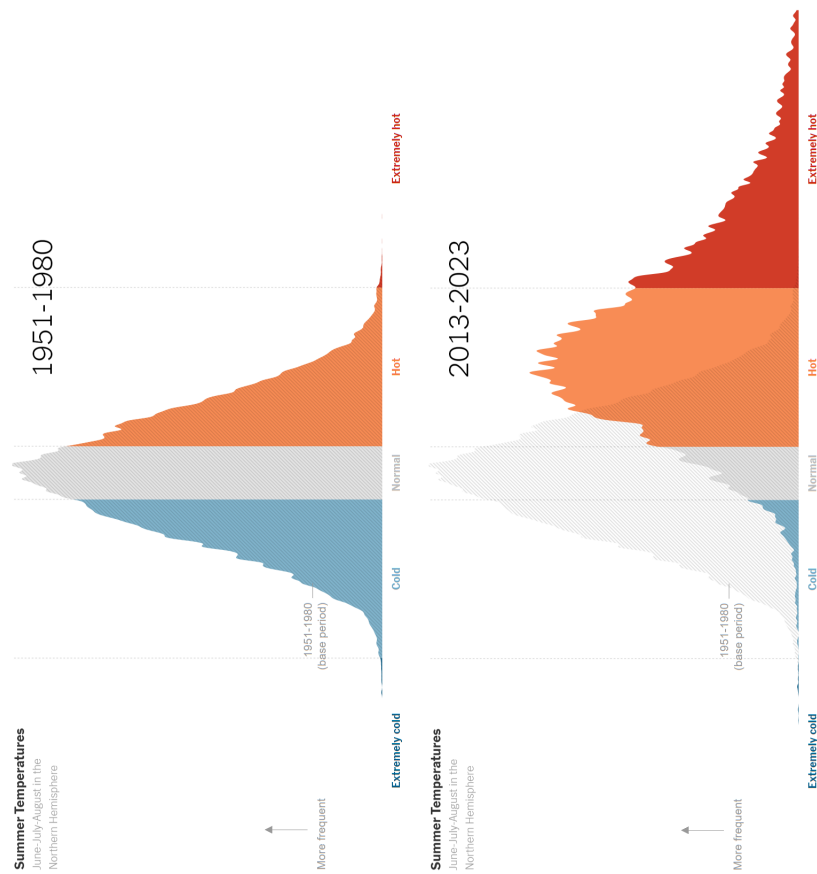 Summer Temperatures
June-July-August in the
Northern Hemisphere
1951-1980
More frequent
1951-1980
(base period)
Extremely cold
Cold
Normal
Hot
Extremely hot
Summer Temperatures
June-July-August in the
Northern Hemisphere
2013-2023
More frequent
1951-1980
(base period)
Extremely cold
Cold
Normal
Hot
Extremely hot